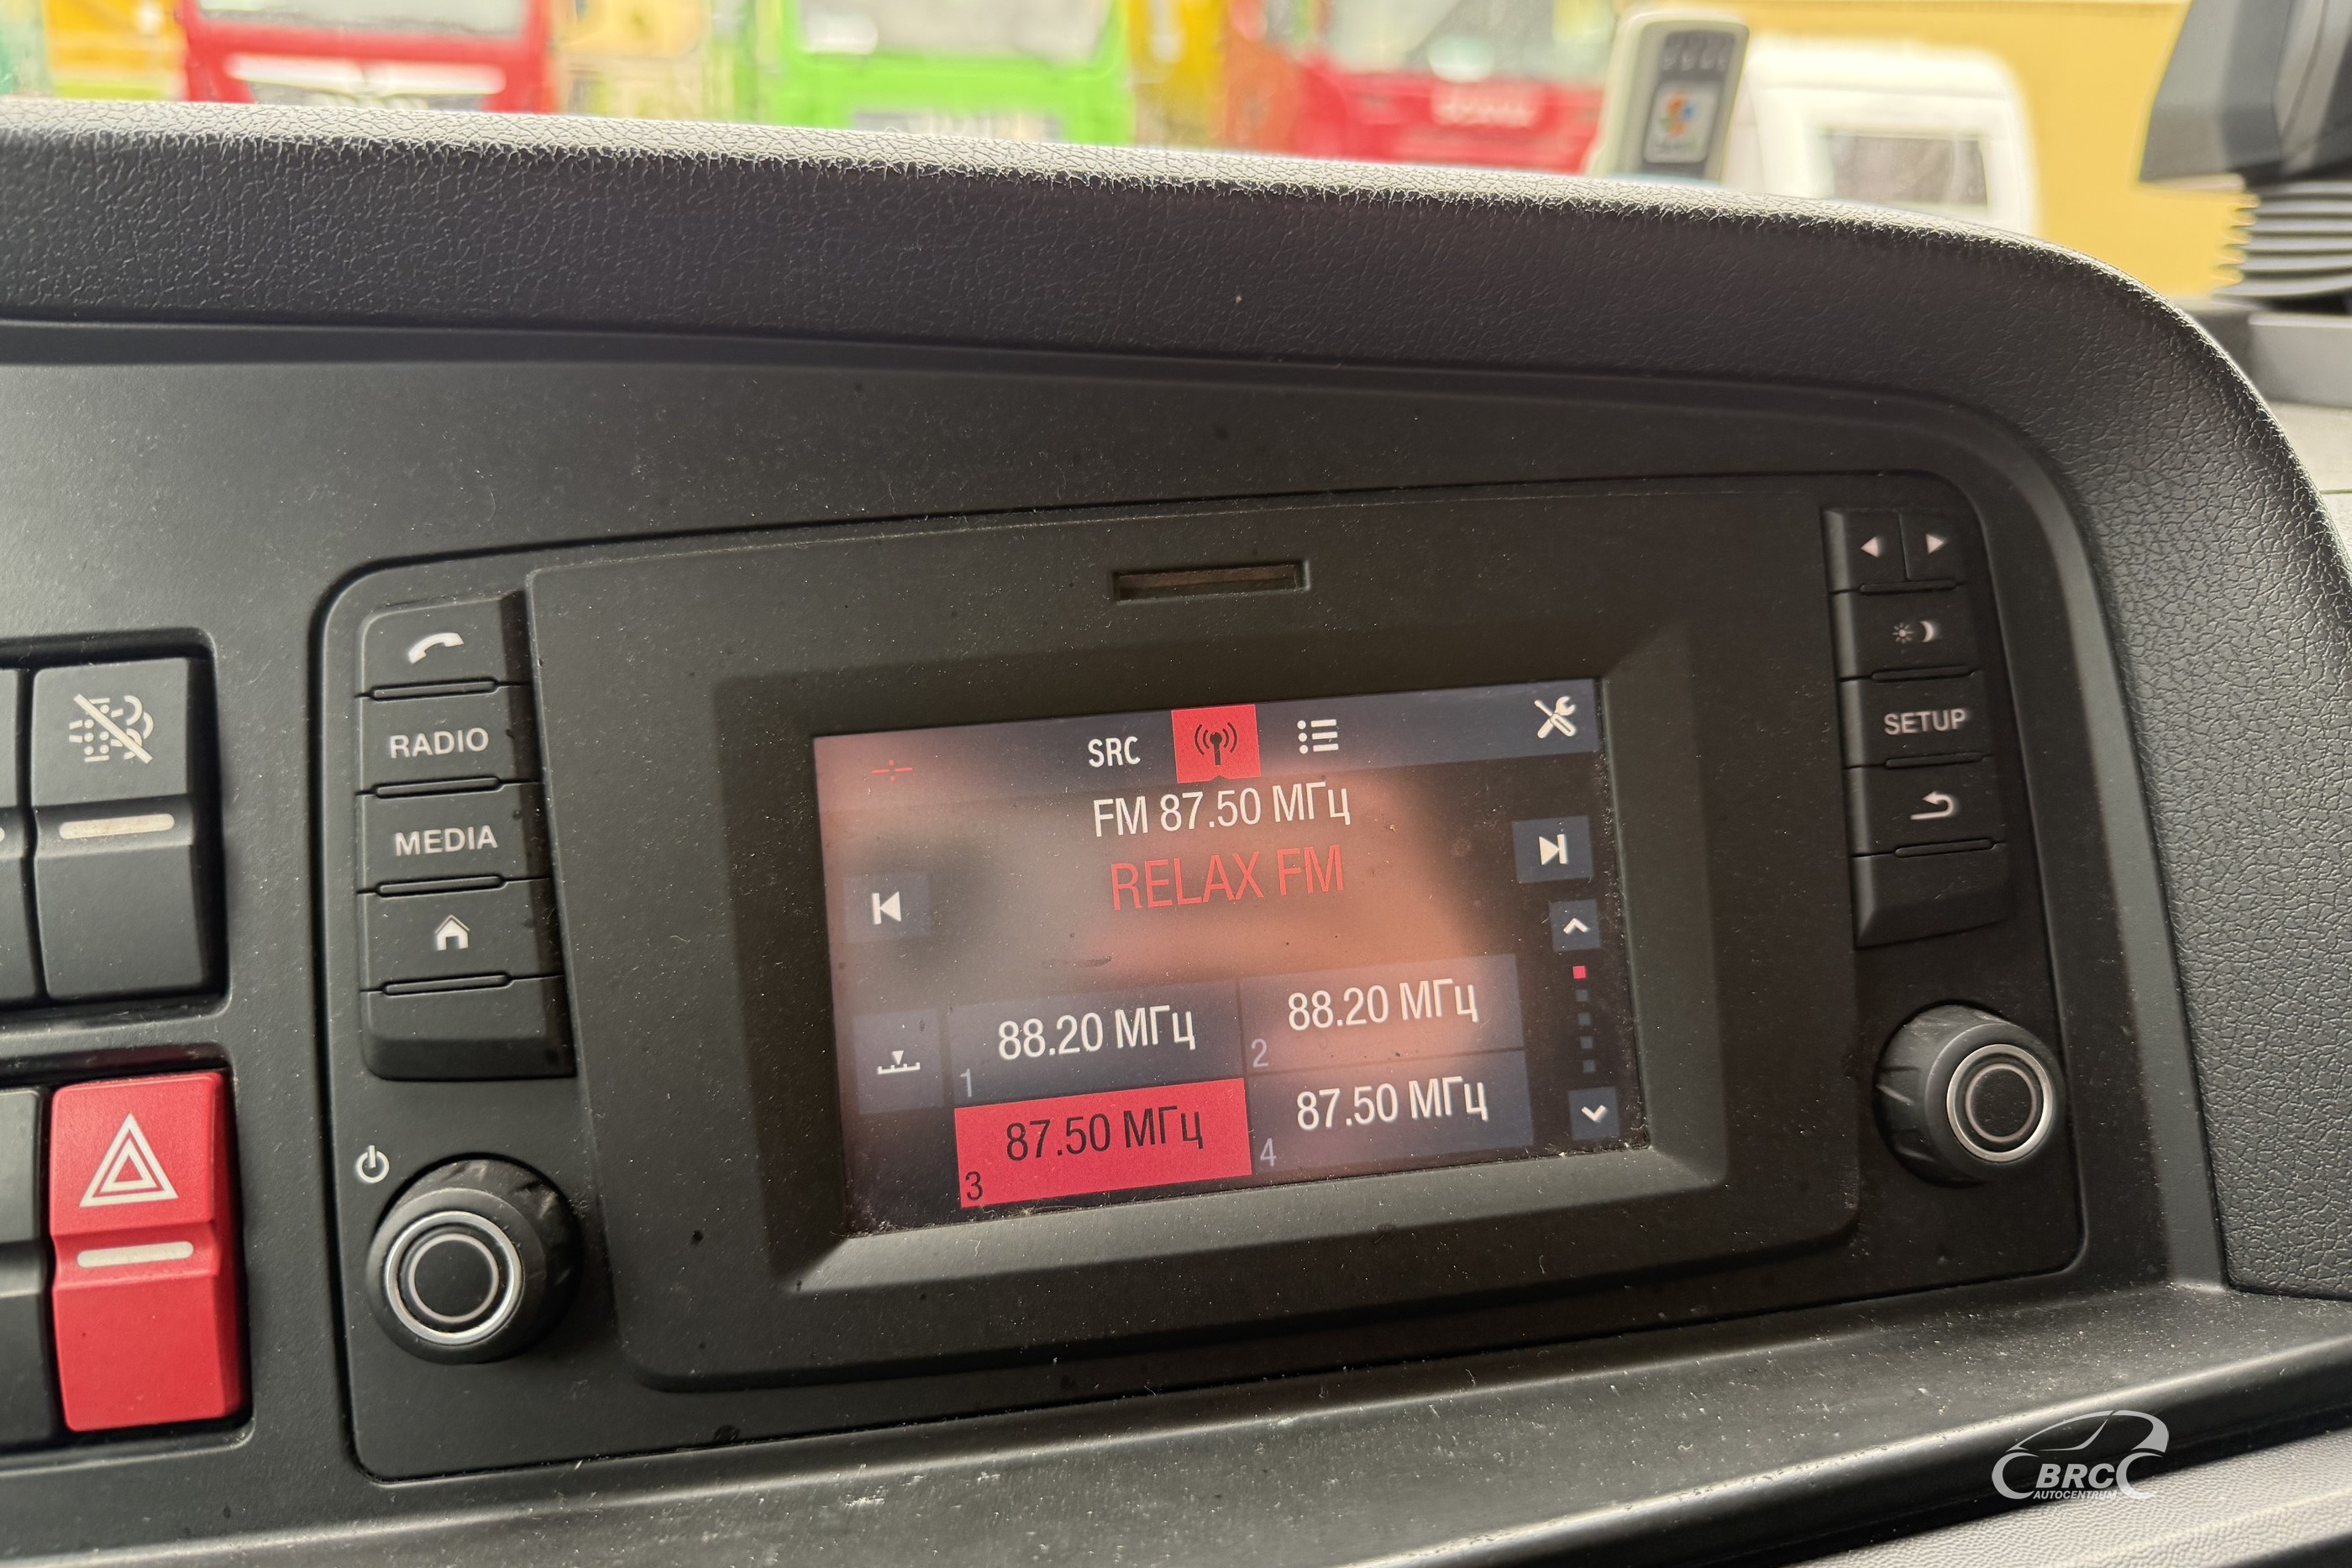 RADIO
MEDIA
SRC
FM 87.50 МГц
RELAX FM
88.20 МГц
1
88.20 МГц
2
87.50 МГц
3
87.50 МГц
4
SETUP
BRC
AUTOCENTRUM